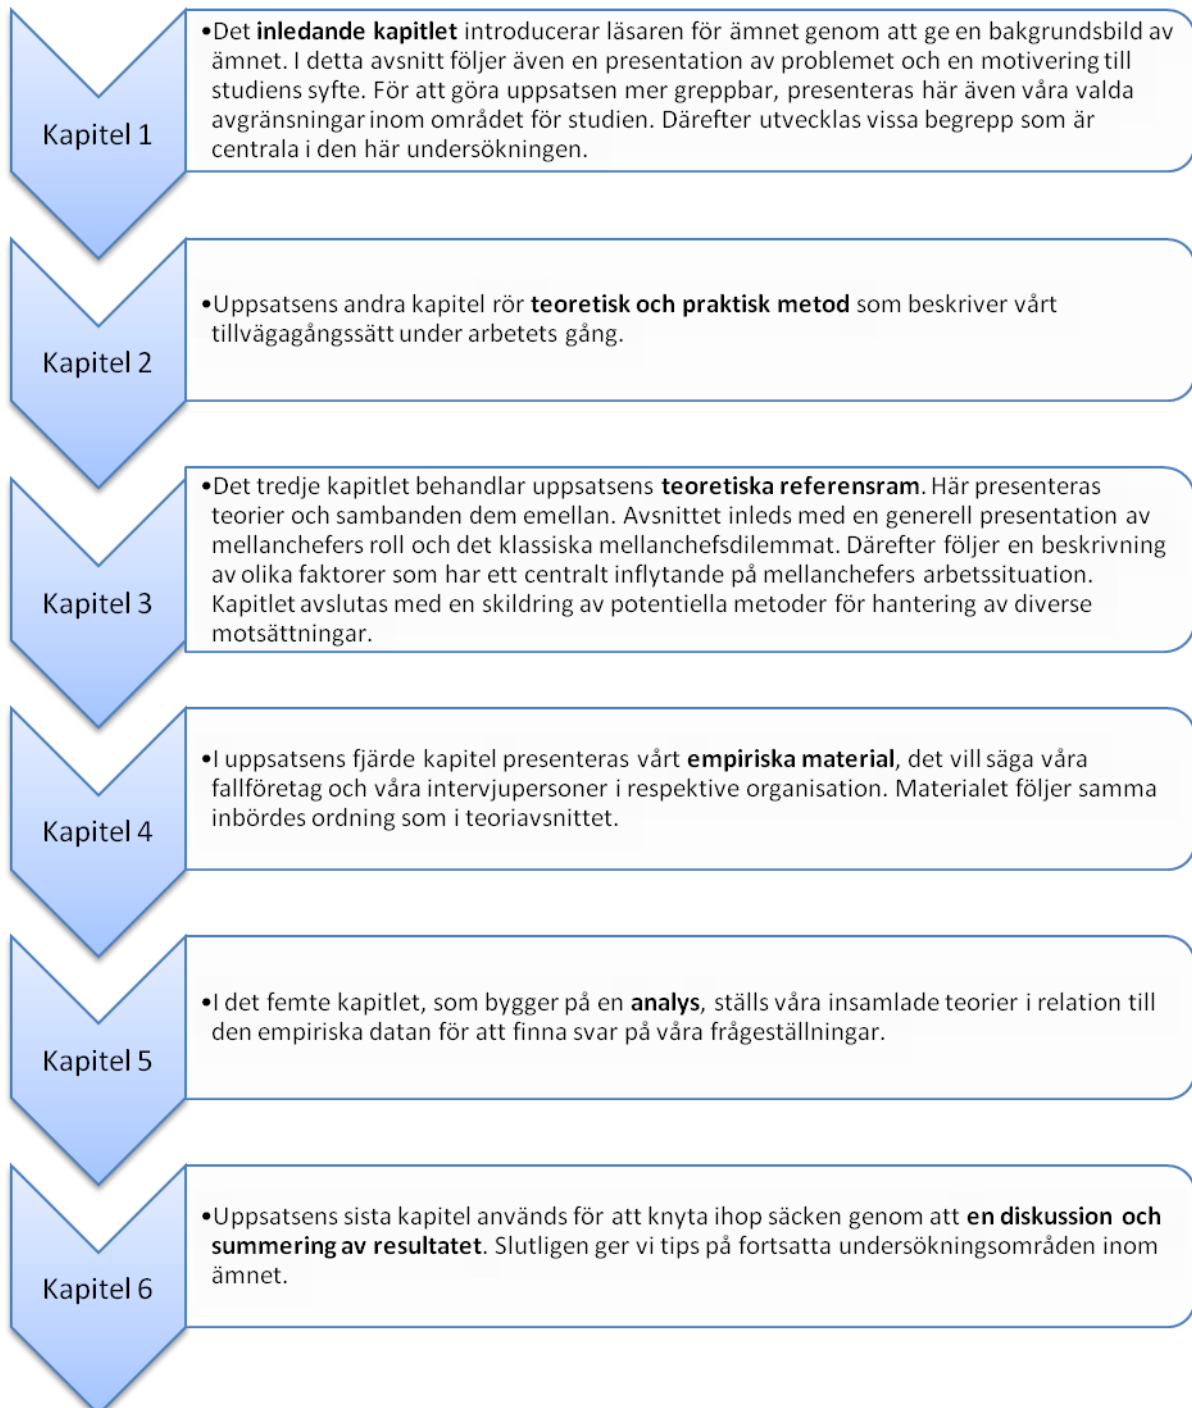 Kapitel 1
•Det inledande kapitlet introducerar läsaren för ämnet genom att ge en bakgrundsbild av
ämnet. I detta avsnitt följer även en presentation av problemet och en motivering till
studiens syfte. För att göra uppsatsen mer greppbar, presenteras här även våra valda
avgränsningar inom området för studien. Därefter utvecklas vissa begrepp som är
centrala i den här undersökningen.
Kapitel 2
•Uppsatsens andra kapitel rör teoretisk och praktisk metod som beskriver vårt
tillvägagångssätt under arbetets gång.
Kapitel 3
•Det tredje kapitlet behandlar uppsatsens teoretiska referensram. Här presenteras
teorier och sambanden dem emellan. Avsnittet inleds med en generell presentation av
mellanchefers roll och det klassiska mellanchefsdilemmat. Därefter följer en beskrivning
av olika faktorer som har ett centralt inflytande på mellanchefers arbetssituation.
Kapitlet avslutas med en skildring av potentiella metoder för hantering av diverse
motsättningar.
Kapitel 4
•I uppsatsens fjärde kapitel presenteras vårt empiriska material, det vill säga våra
fallföretag och våra intervjupersoner i respektive organisation. Materialet följer samma
inbördes ordning som i teoriavsnittet.
Kapitel 5
•I det femte kapitlet, som bygger på en analys, ställs våra insamlade teorier i relation till
den empiriska datan för att finna svar på våra frågeställningar.
Kapitel 6
•Uppsatsens sista kapitel används för att knyta ihop säcken genom att en diskussion och
summering av resultatet. Slutligen ger vi tips på fortsatta undersökningsområden inom
ämnet.